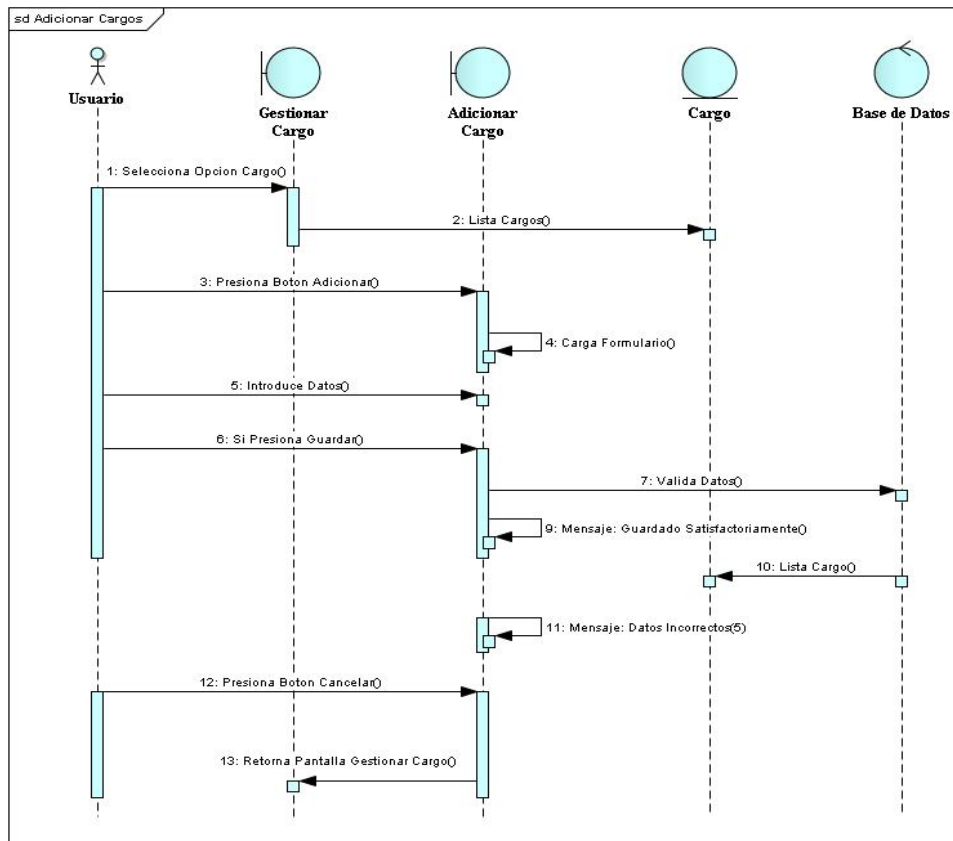 sd Adicionar Cargos
Usuario
Gestionar
Cargo
Adicionar
Cargo
Cargo
Base de Datos
1: Selecciona Opcion Cargo()
2: Lista Cargos()
3: Presiona Boton Adicionar()
4: Carga Formulario()
5: Introduce Datos()
6: Si Presiona Guardar()
7: Valida Datos()
9: Mensaje: Guardado Satisfactoriamente()
10: Lista Cargo()
11: Mensaje: Datos Incorrectos(5)
12: Presiona Boton Cancelar()
13: Retorna Pantalla Gestionar Cargo()